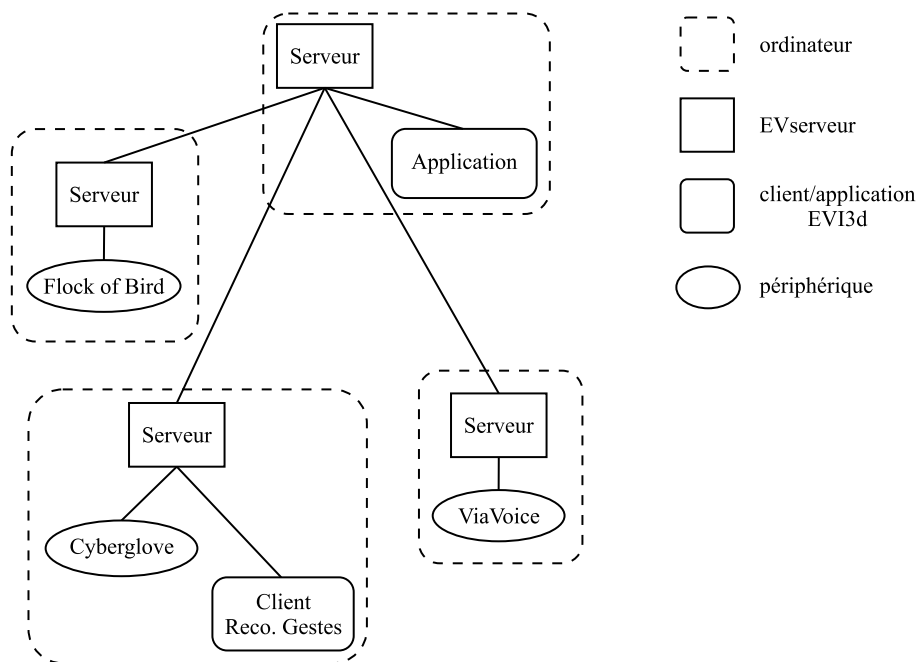 Serveur
Application
Serveur
Flock of Bird
Serveur
Cyberglove
Client
Reco. Gestes
Serveur
ViaVoice
ordinateur
EVserveur
client/application
EVI3d
périphérique